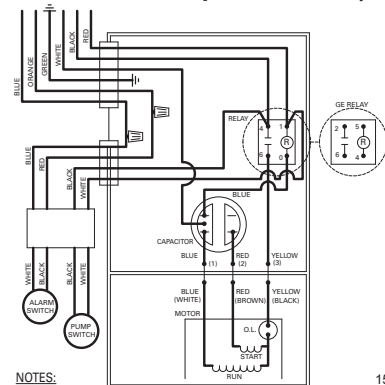 BLUE
ORANGE
GREEN
WHITE
BLACK
RED
GE RELAY
RELAY
4 1
6 0
R
2 5
6 4
R
BLUE
RED
BLACK
WHITE
BLUE
CAPACITOR
BLUE
(1)
RED
(2)
YELLOW
(3)
WHITE
BLACK
BLACK
WHITE
BLUE
(WHITE)
RED
(BROWN)
YELLOW
(BLACK)
MOTOR
ALARM
SWITCH
PUMP
SWITCH
O.L.
START
RUN
NOTES:
15